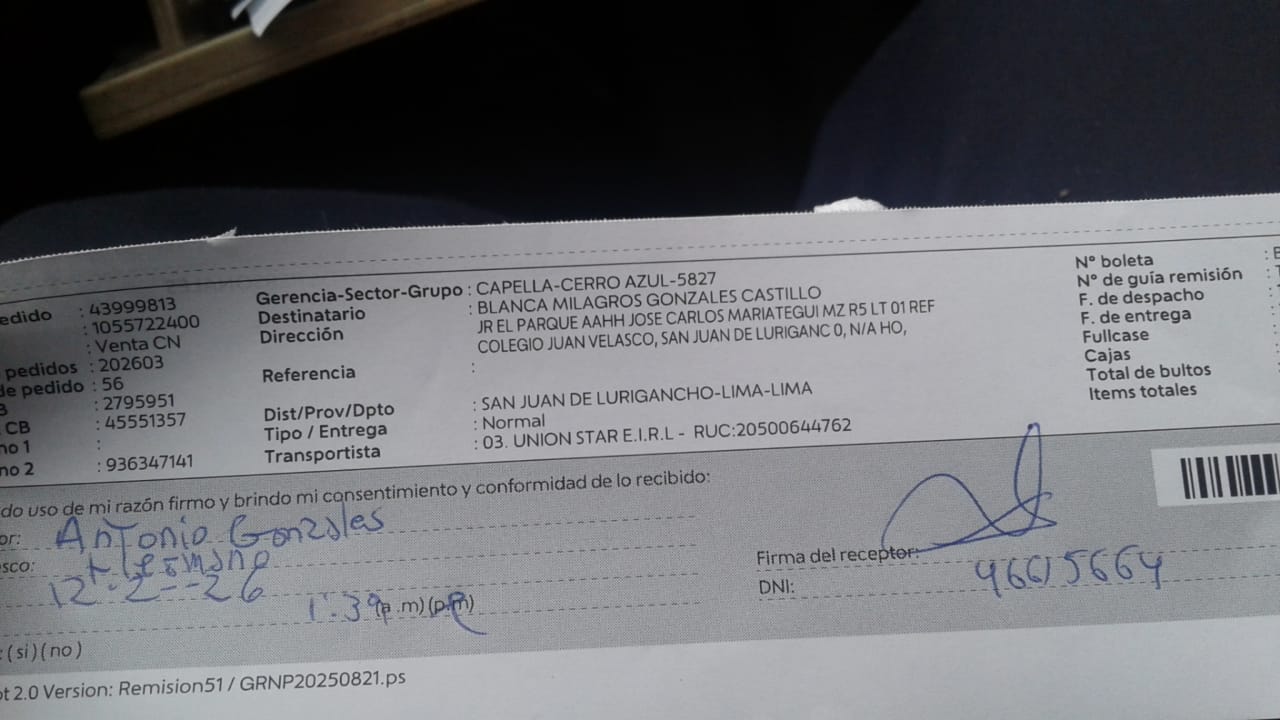 edido : 43999813
: 1055722400
: Venta CN
pedidos : 202603
de pedido : 56
B : 2795951
CB : 45551357
no 1 :
no 2 : 936347141
Gerencia-Sector-Grupo : CAPELLA-CERRO AZUL-5827
Destinatario : BLANCA MILAGROS GONZALES CASTILLO
Dirección JR EL PARQUE AAHH JOSE CARLOS MARIATEGUI MZ R5 LT 01 REF
COLEGIO JUAN VELASCO, SAN JUAN DE LURIGANC 0, N/A HO,
Referencia :
Dist/Prov/Dpto : SAN JUAN DE LURIGANCHO-LIMA-LIMA
Tipo / Entrega : Normal
Transportista : 03. UNION STAR E.I.R.L - RUC:20500644762
Nº boleta :
Nº de guía remisión :
F. de despacho :
F. de entrega :
Fullcase
Cajas :
Total de bultos :
Items totales :
do uso de mi razón firmo y brindo mi consentimiento y conformidad de lo recibido:
or: Antonio Gonzales
sco: Hermano
12-2--26
1:39 (p.m) (p.m)
Firma del receptor:
DNI: 46615664
: (si) (no)
pt 2.0 Version: Remision51 / GRNP20250821.ps